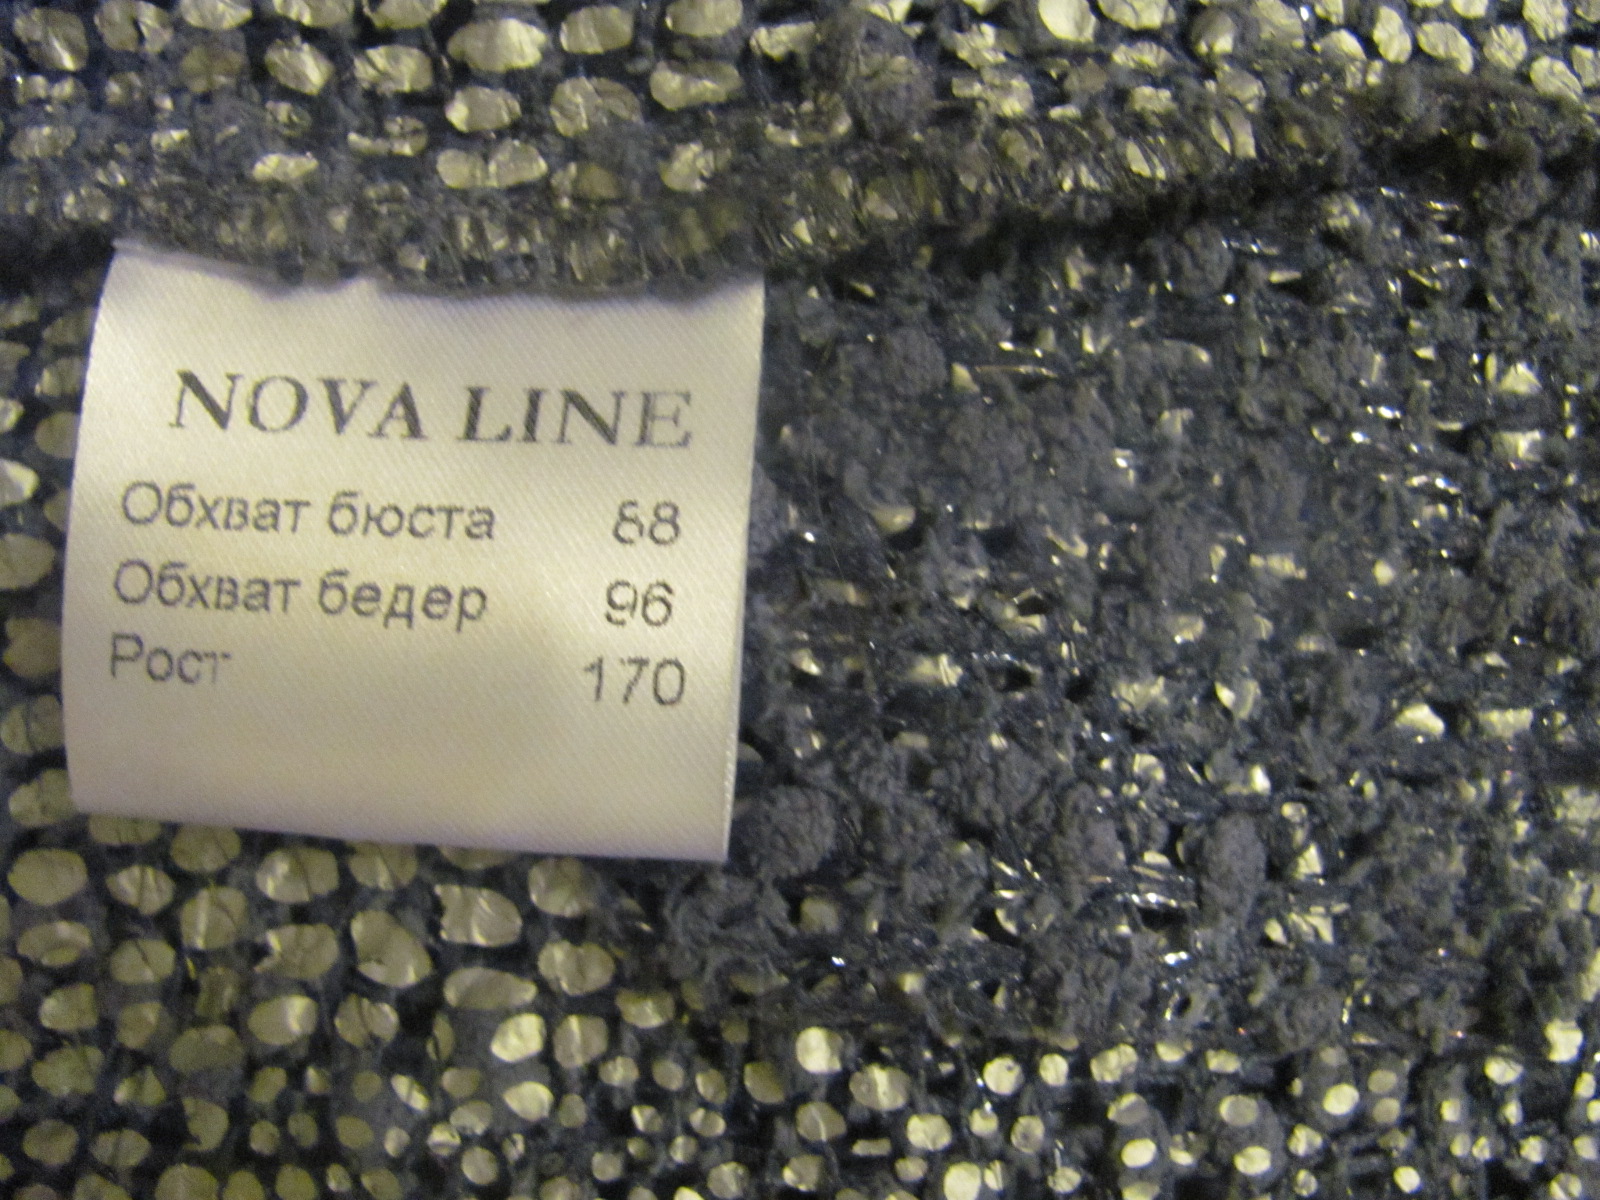 NOVA LINE
Обхват бюста 88
Обхват бедер 96
Рост 170